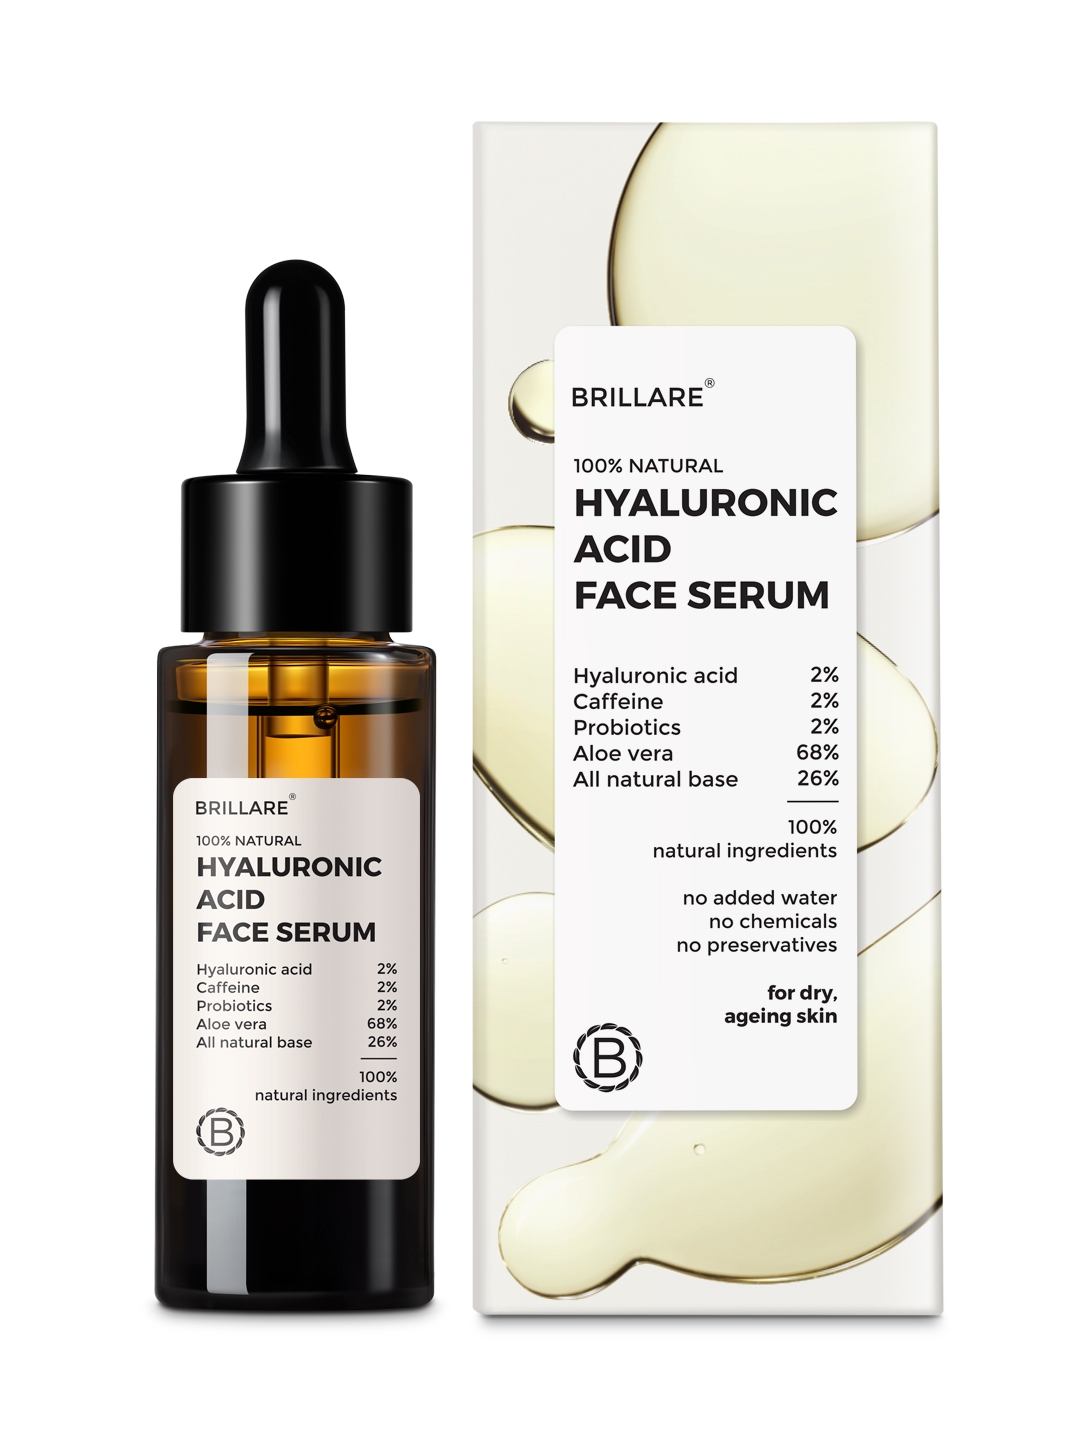 BRILLARE®
100% NATURAL
HYALURONIC
ACID
FACE SERUM
Hyaluronic acid 2%
Caffeine 2%
Probiotics 2%
Aloe vera 68%
All natural base 26%
100%
natural ingredients
B
BRILLARE®
100% NATURAL
HYALURONIC
ACID
FACE SERUM
Hyaluronic acid 2%
Caffeine 2%
Probiotics 2%
Aloe vera 68%
All natural base 26%
100%
natural ingredients
no added water
no chemicals
no preservatives
for dry,
ageing skin
B